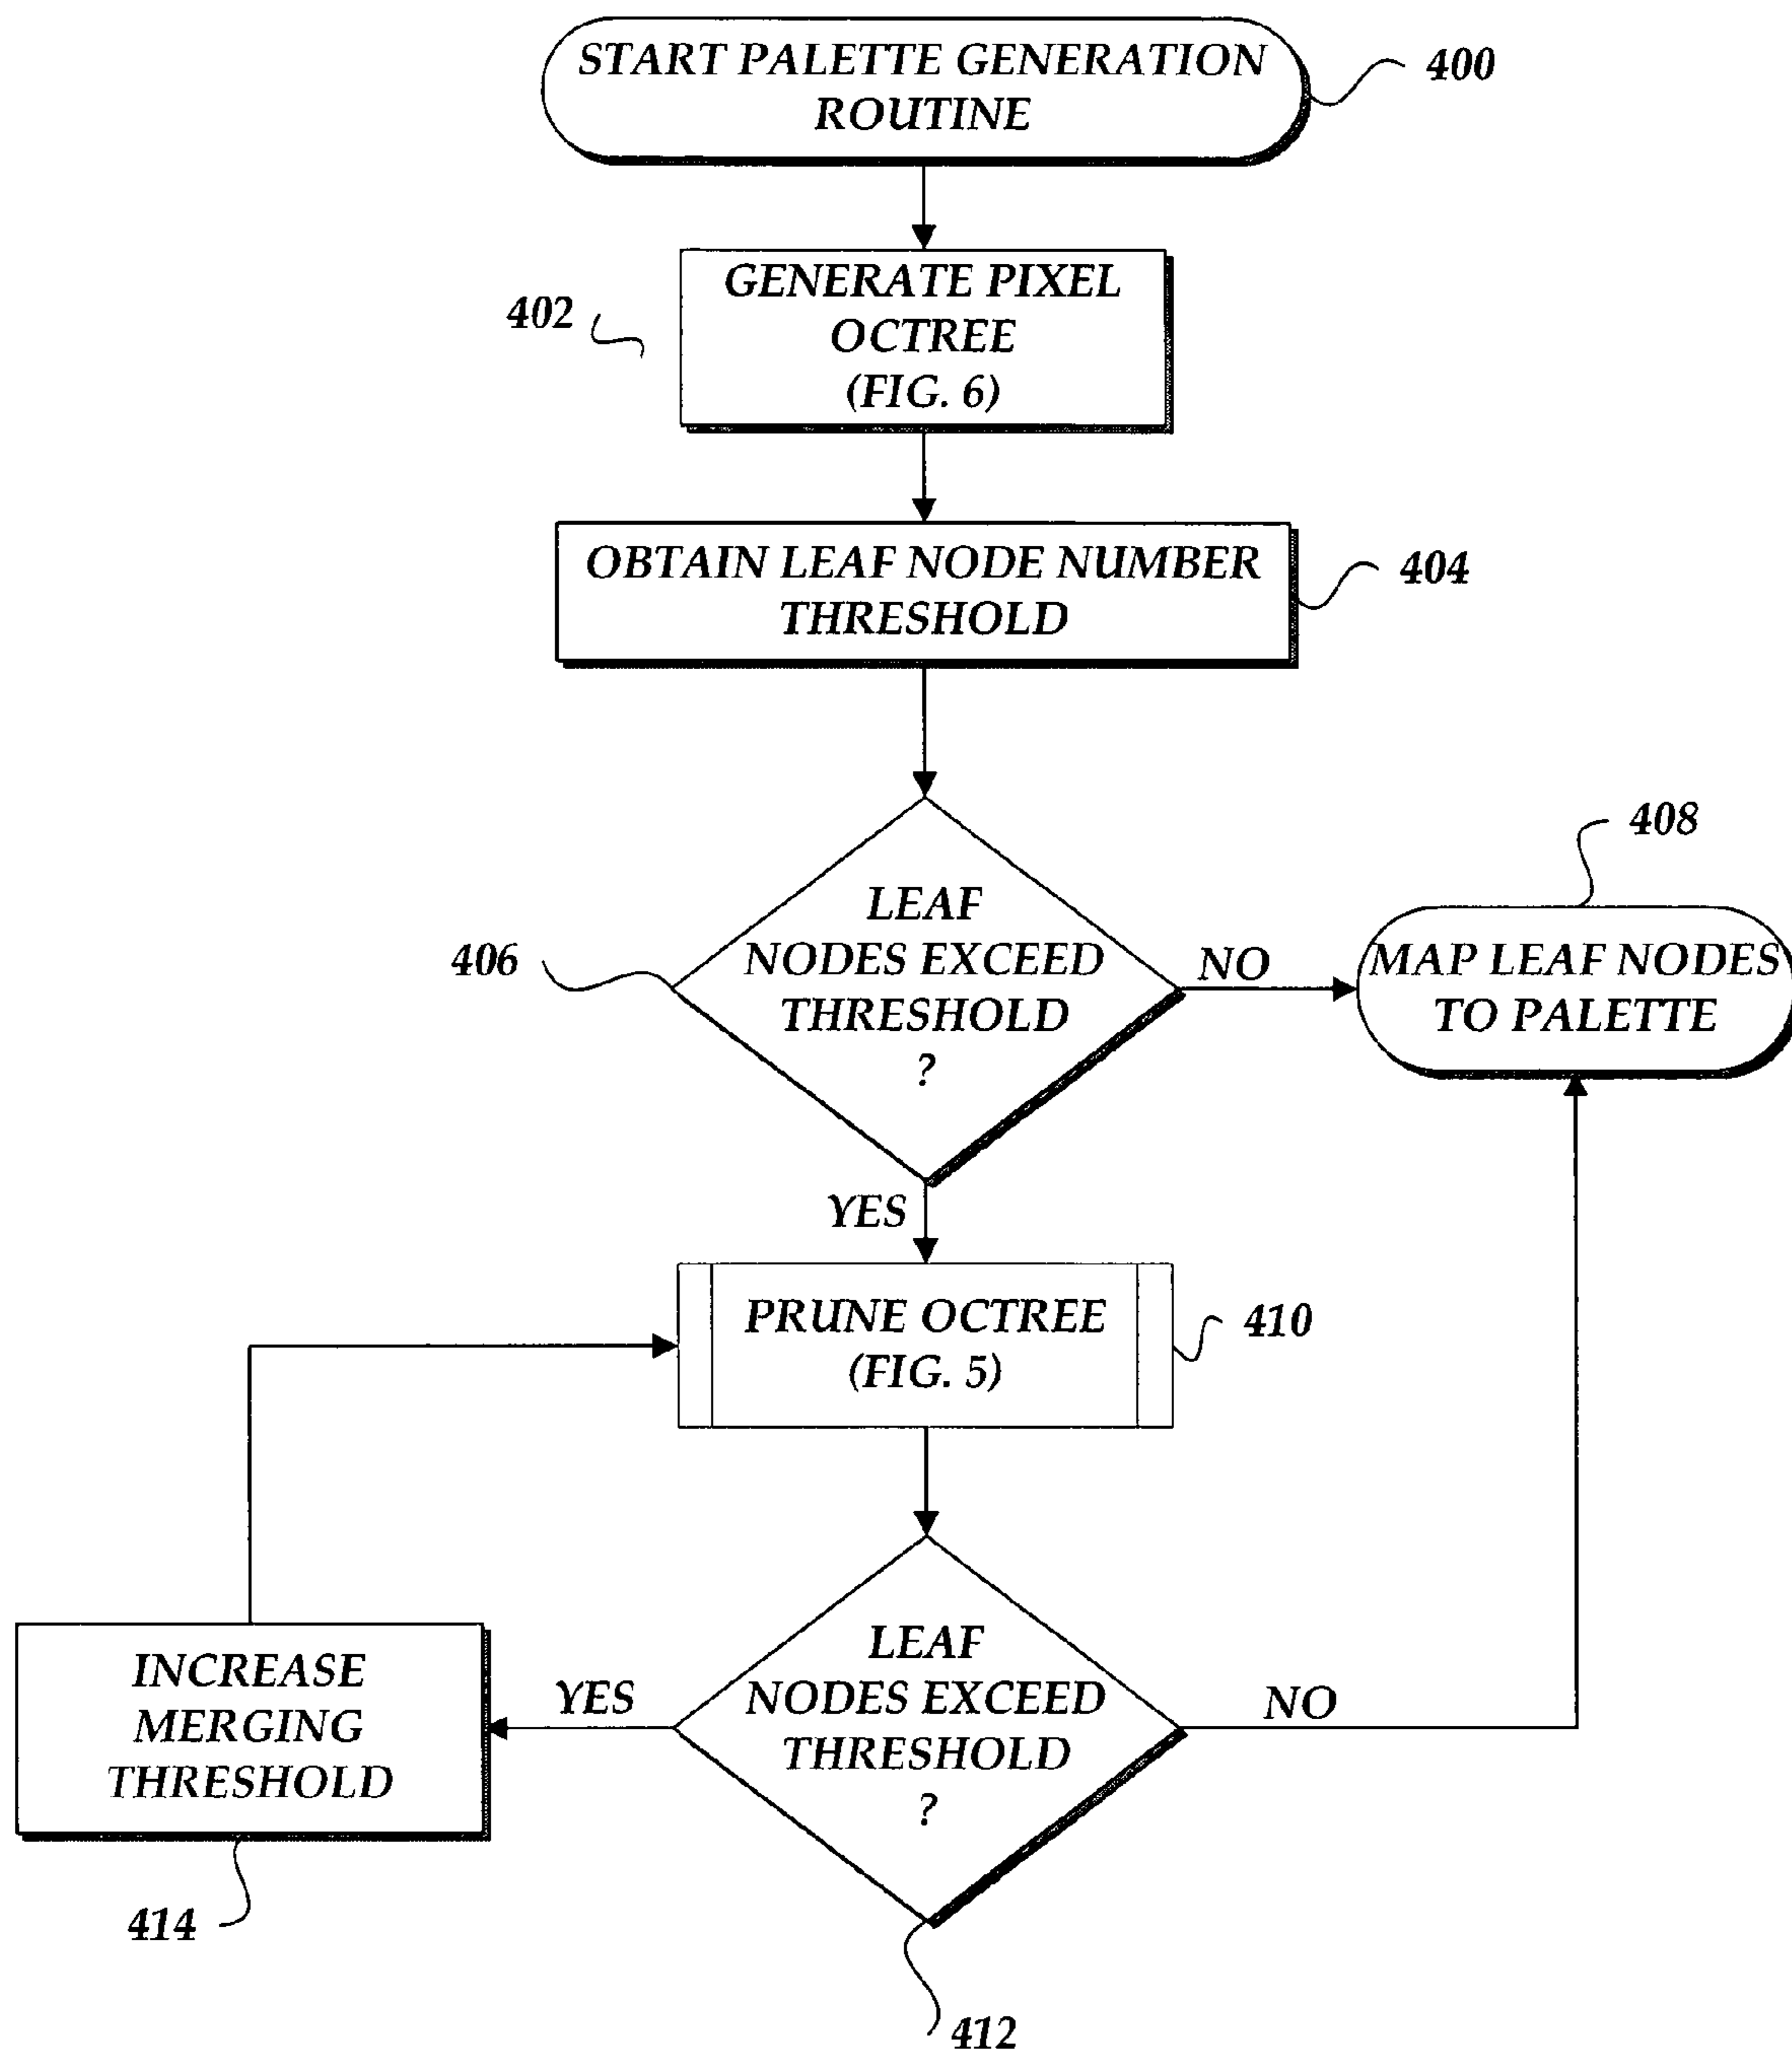 START PALETTE GENERATION
ROUTINE
400
GENERATE PIXEL
OCTREE
(FIG. 6)
402
OBTAIN LEAF NODE NUMBER
THRESHOLD
404
LEAF
NODES EXCEED
THRESHOLD
?
406
NO
408
MAP LEAF NODES
TO PALETTE
YES
PRUNE OCTREE
(FIG. 5)
410
LEAF
NODES EXCEED
THRESHOLD
?
YES
NO
INCREASE
MERGING
THRESHOLD
414
412